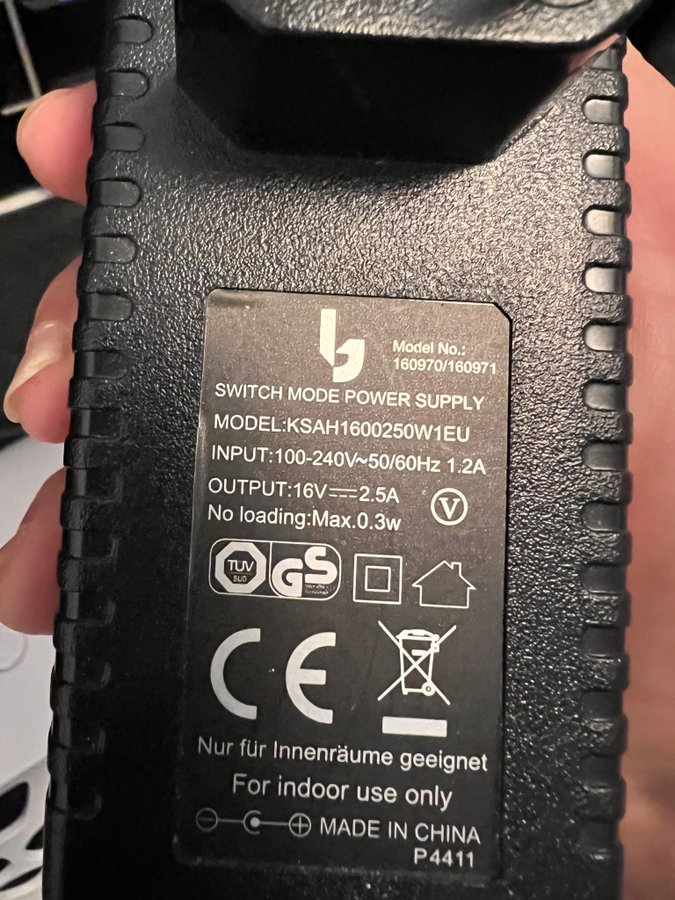 Model No.:
160970/160971
SWITCH MODE POWER SUPPLY
MODEL:KSAH1600250W1EU
INPUT:100-240V~50/60Hz 1.2A
OUTPUT:16V⎓2.5A
V
No loading:Max.0.3w
TUV
SUD
GS
CE
Nur für Innenräume geeignet
For indoor use only
MADE IN CHINA
P4411